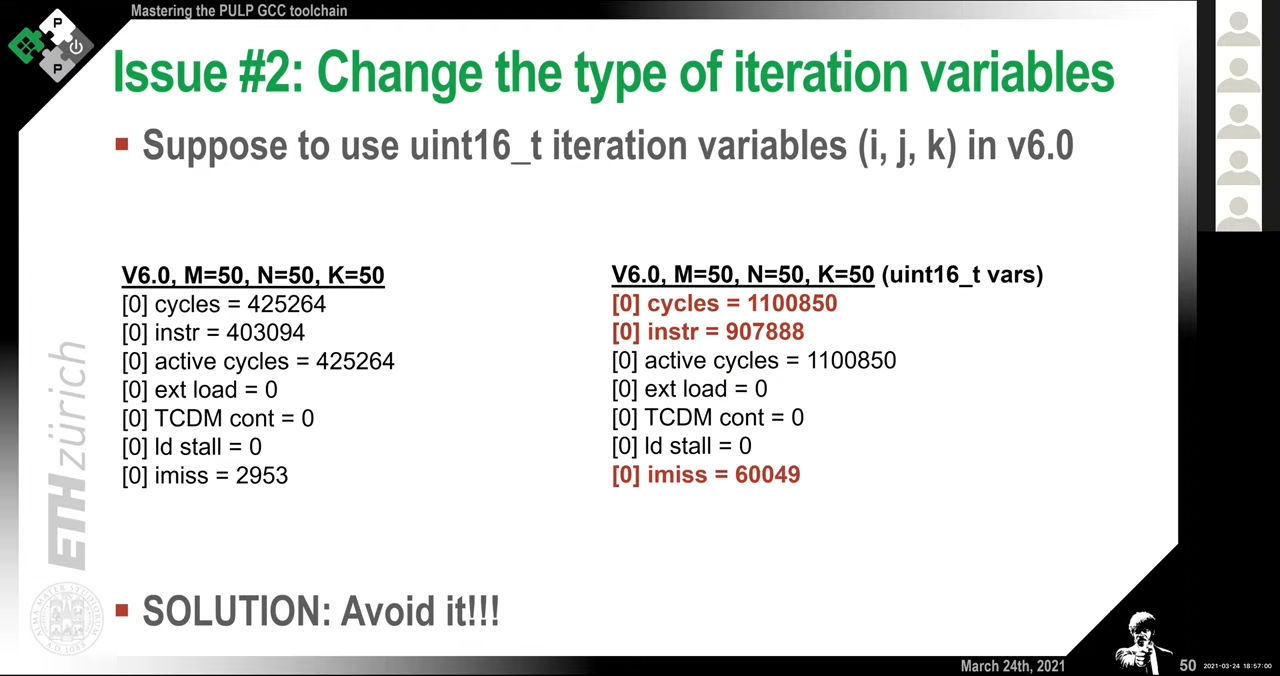 Mastering the PULP GCC toolchain
P
P
Issue #2: Change the type of iteration variables
Suppose to use uint16_t iteration variables (i, j, k) in v6.0
V6.0, M=50, N=50, K=50
[0] cycles = 425264
[0] instr = 403094
[0] active cycles = 425264
[0] ext load = 0
[0] TCDM cont = 0
[0] ld stall = 0
[0] imiss = 2953
V6.0, M=50, N=50, K=50 (uint16_t vars)
[0] cycles = 1100850
[0] instr = 907888
[0] active cycles = 1100850
[0] ext load = 0
[0] TCDM cont = 0
[0] ld stall = 0
[0] imiss = 60049
ETH zürich
ALMA MATER STUDIORUM
A.D. 1088
SOLUTION: Avoid it!!!
March 24th, 2021
50
2021-03-24 18:57:00